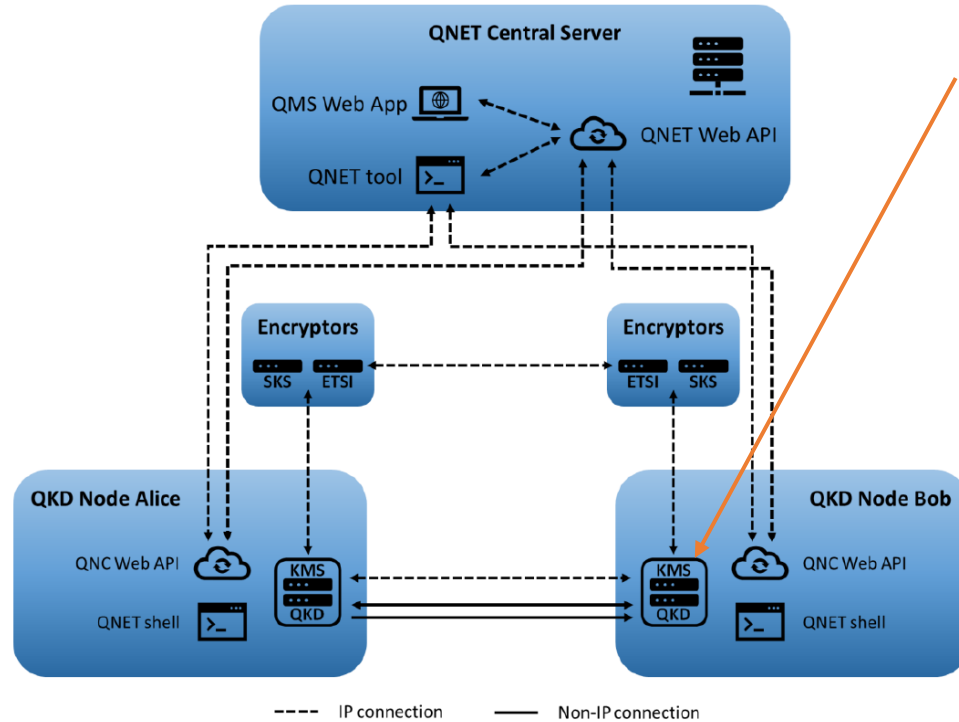 QNET Central Server
QMS Web App
QNET Web API
QNET tool
Encryptors
SKS ETSI
Encryptors
ETSI SKS
QKD Node Alice
QNC Web API
QNET shell
KMS
QKD
QKD Node Bob
KMS
QKD
QNC Web API
QNET shell
IP connection
Non-IP connection